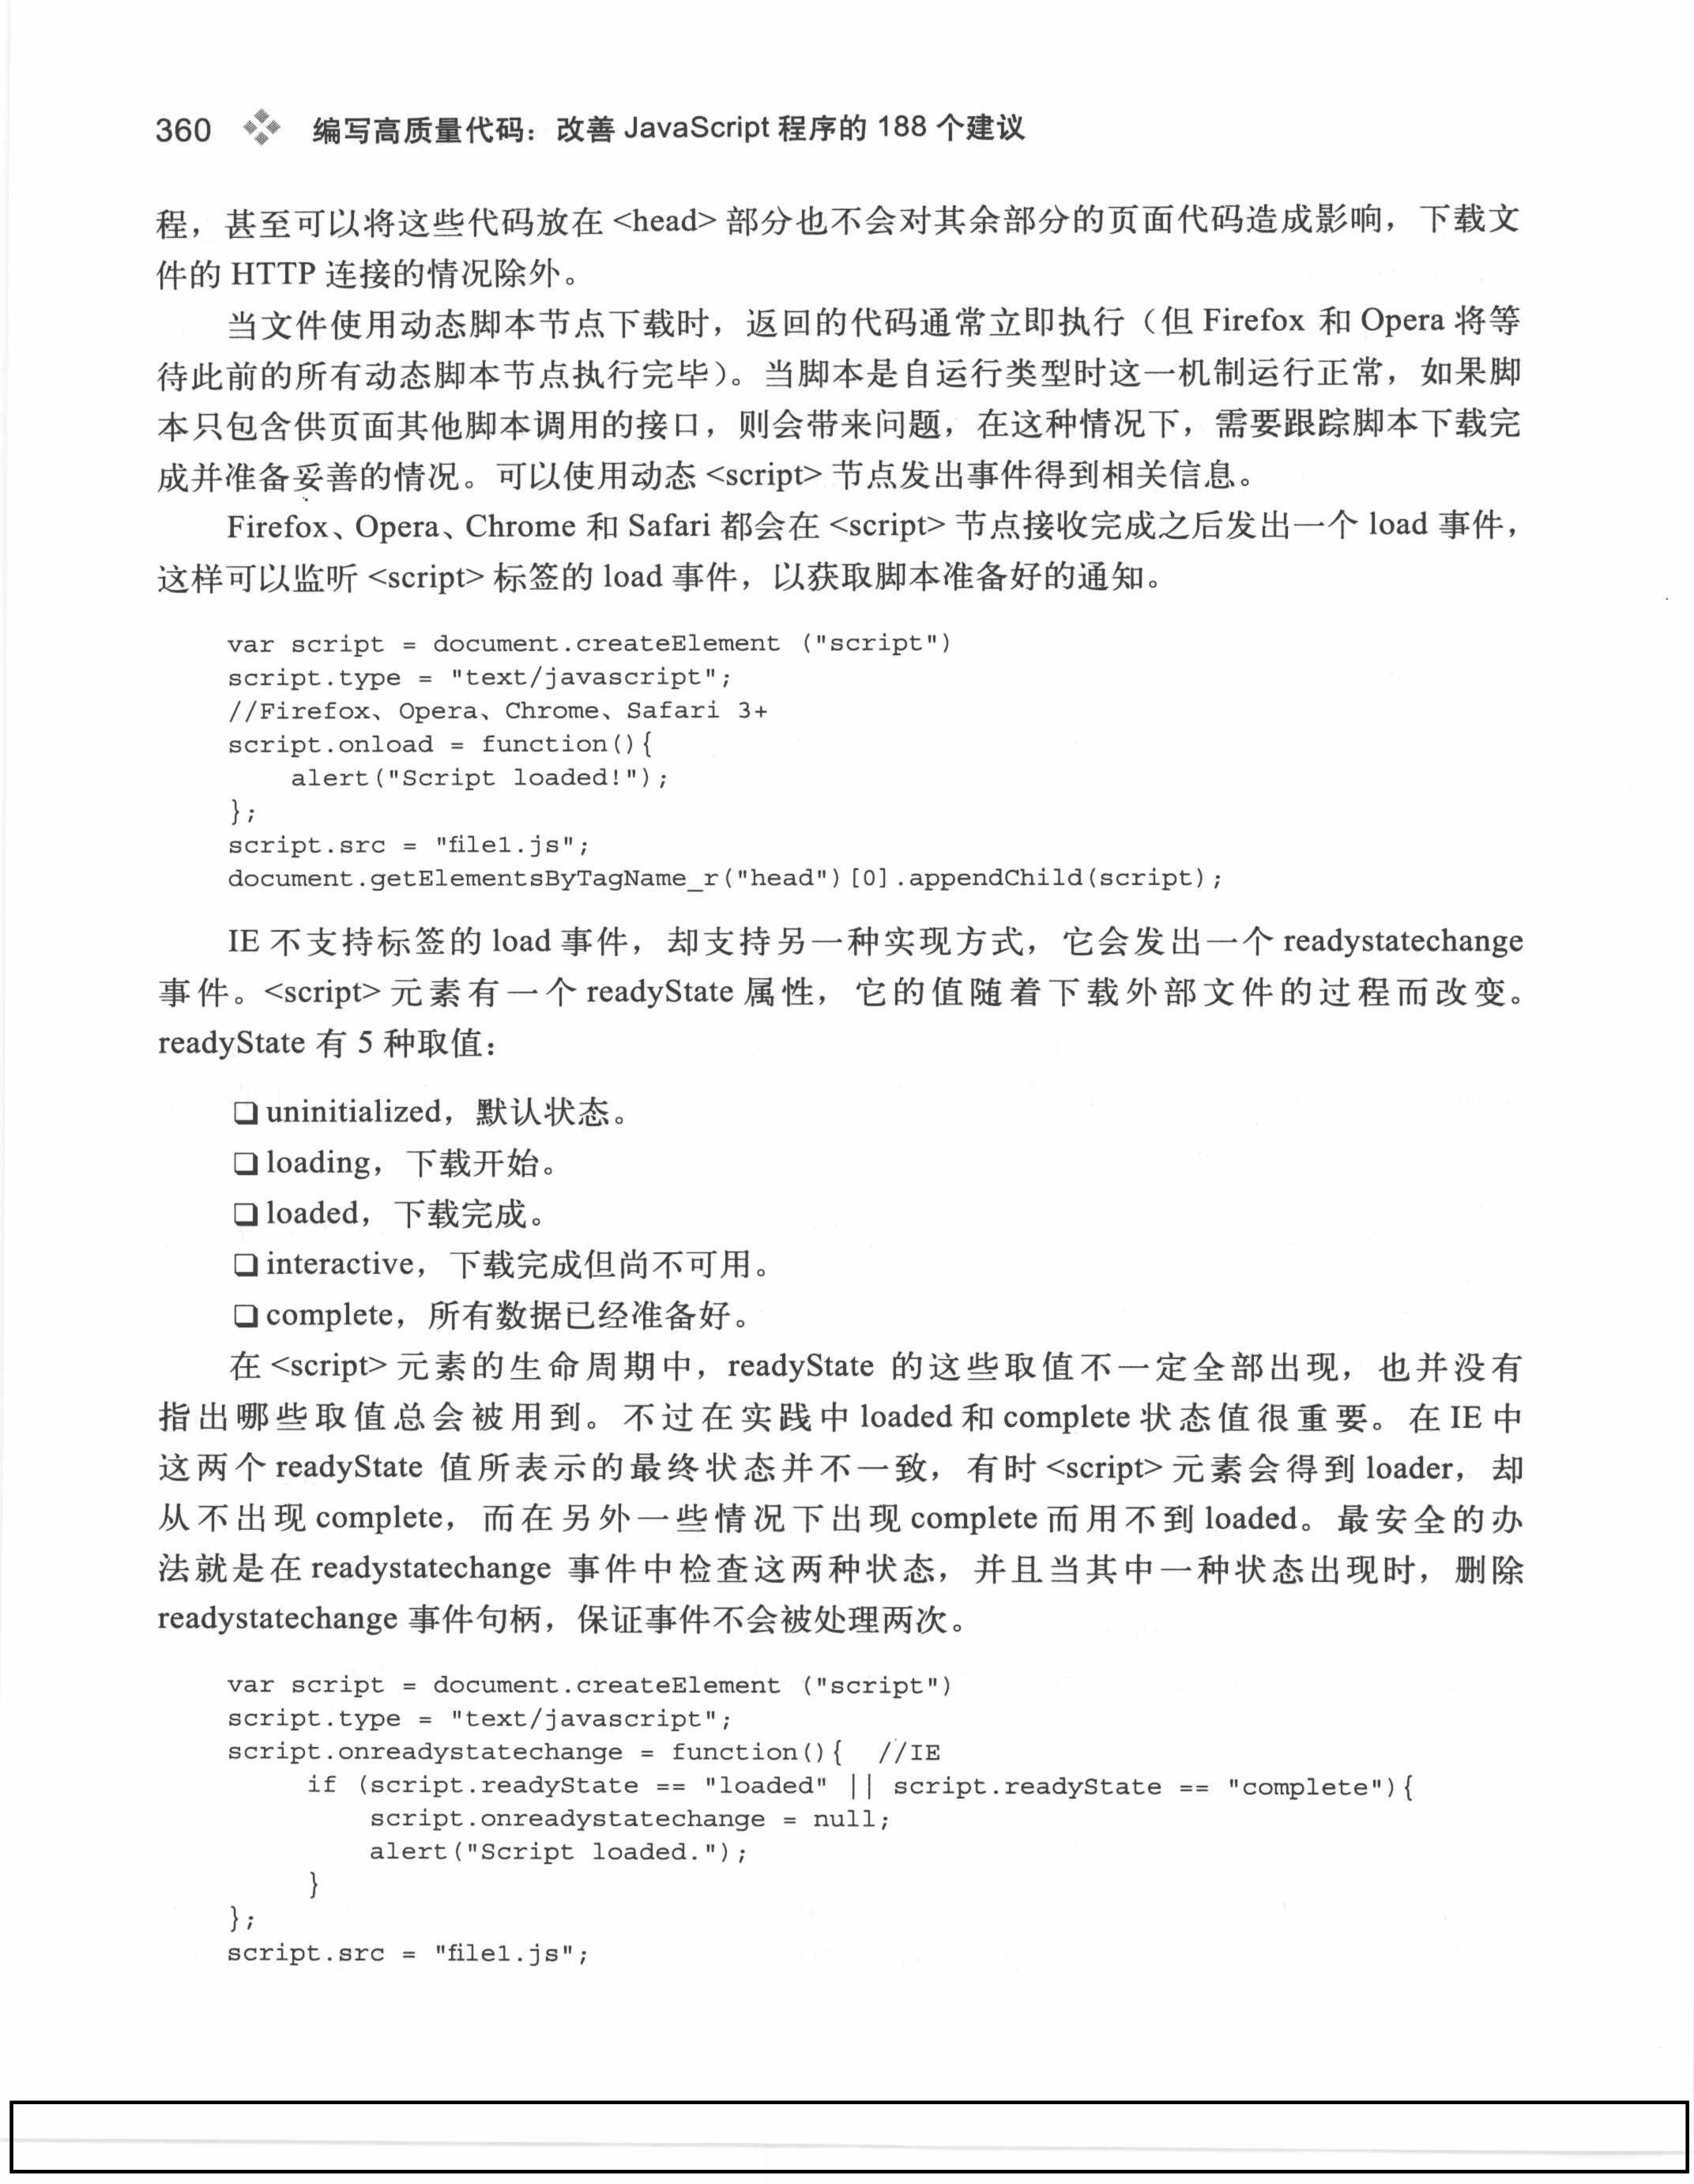 360 编写高质量代码：改善 JavaScript 程序的 188 个建议
程，甚至可以将这些代码放在 <head> 部分也不会对其余部分的页面代码造成影响，下载文
件的 HTTP 连接的情况除外。
当文件使用动态脚本节点下载时，返回的代码通常立即执行（但 Firefox 和 Opera 将等
待此前的所有动态脚本节点执行完毕）。当脚本是自运行类型时这一机制运行正常，如果脚
本只包含供页面其他脚本调用的接口，则会带来问题，在这种情况下，需要跟踪脚本下载完
成并准备妥善的情况。可以使用动态 <script> 节点发出事件得到相关信息。
Firefox、Opera、Chrome 和 Safari 都会在 <script> 节点接收完成之后发出一个 load 事件，
这样可以监听 <script> 标签的 load 事件，以获取脚本准备好的通知。
var script = document.createElement ("script")
script.type = "text/javascript";
//Firefox、Opera、Chrome、Safari 3+
script.onload = function(){
    alert("Script loaded!");
};
script.src = "file1.js";
document.getElementsByTagName_r("head")[0].appendChild(script);
IE 不支持标签的 load 事件，却支持另一种实现方式，它会发出一个 readystatechange
事件。<script> 元素有一个 readyState 属性，它的值随着下载外部文件的过程而改变。
readyState 有 5 种取值：
❑ uninitialized，默认状态。
❑ loading，下载开始。
❑ loaded，下载完成。
❑ interactive，下载完成但尚不可用。
❑ complete，所有数据已经准备好。
在 <script> 元素的生命周期中，readyState 的这些取值不一定全部出现，也并没有
指出哪些取值总会被用到。不过在实践中 loaded 和 complete 状态值很重要。在 IE 中
这两个 readyState 值所表示的最终状态并不一致，有时 <script> 元素会得到 loader，却
从不出现 complete，而在另外一些情况下出现 complete 而用不到 loaded。最安全的办
法就是在 readystatechange 事件中检查这两种状态，并且当其中一种状态出现时，删除
readystatechange 事件句柄，保证事件不会被处理两次。
var script = document.createElement ("script")
script.type = "text/javascript";
script.onreadystatechange = function(){  //IE
     if (script.readyState == "loaded" || script.readyState == "complete"){
         script.onreadystatechange = null;
         alert("Script loaded.");
     }
};
script.src = "file1.js";